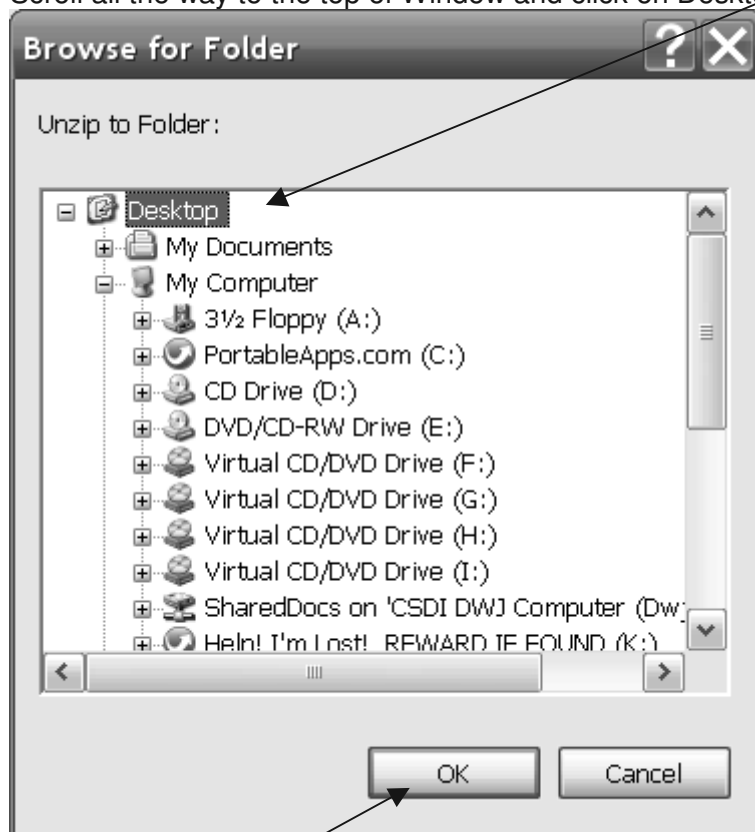 Scroll all the way to the top of Window and click on Deskto
Browse for Folder
Unzip to Folder:
Desktop
My Documents
My Computer
3½ Floppy (A:)
PortableApps.com (C:)
CD Drive (D:)
DVD/CD-RW Drive (E:)
Virtual CD/DVD Drive (F:)
Virtual CD/DVD Drive (G:)
Virtual CD/DVD Drive (H:)
Virtual CD/DVD Drive (I:)
SharedDocs on 'CSDI DWJ Computer (Dw
Help! I'm Lost! REWARD IF FOUND (K:)
OK Cancel